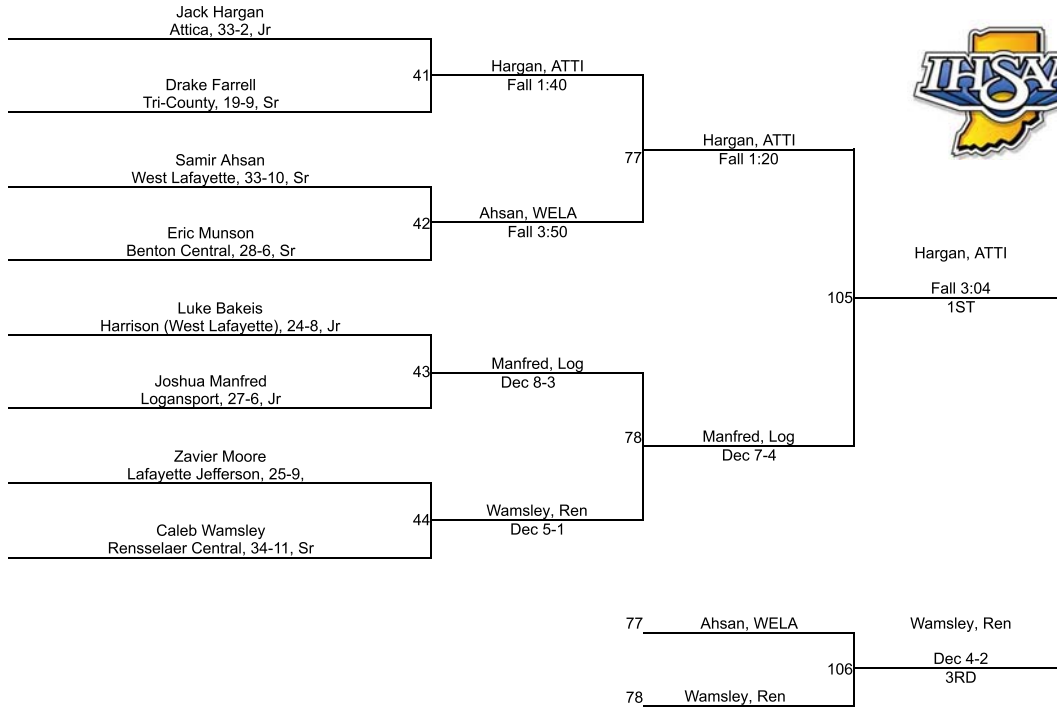 Jack Hargan
Attica, 33-2, Jr
41
Hargan, ATTI
Fall 1:40
Drake Farrell
Tri-County, 19-9, Sr
77
Hargan, ATTI
Fall 1:20
IHSAA
Samir Ahsan
West Lafayette, 33-10, Sr
42
Ahsan, WELA
Fall 3:50
Eric Munson
Benton Central, 28-6, Sr
105
Hargan, ATTI
Fall 3:04
1ST
Luke Bakeis
Harrison (West Lafayette), 24-8, Jr
43
Manfred, Log
Dec 8-3
Joshua Manfred
Logansport, 27-6, Jr
78
Manfred, Log
Dec 7-4
Zavier Moore
Lafayette Jefferson, 25-9,
44
Wamsley, Ren
Dec 5-1
Caleb Wamsley
Rensselaer Central, 34-11, Sr
77
Ahsan, WELA
106
Wamsley, Ren
Dec 4-2
3RD
78
Wamsley, Ren